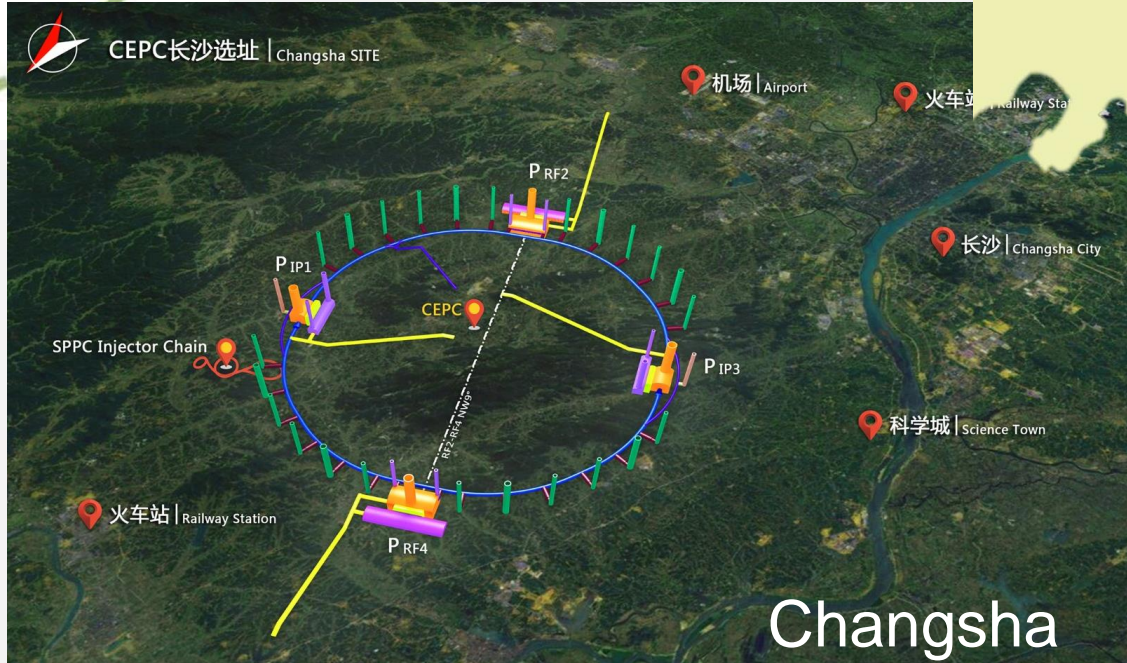 CEPC长沙选址 | Changsha SITE
机场 | Airport
火车站 | Railway Sta
P RF2
长沙 | Changsha City
P IP1
CEPC
SPPC Injector Chain
P IP3
RF2-RF4 NW9°
科学城 | Science Town
火车站 | Railway Station
P RF4
Changsha